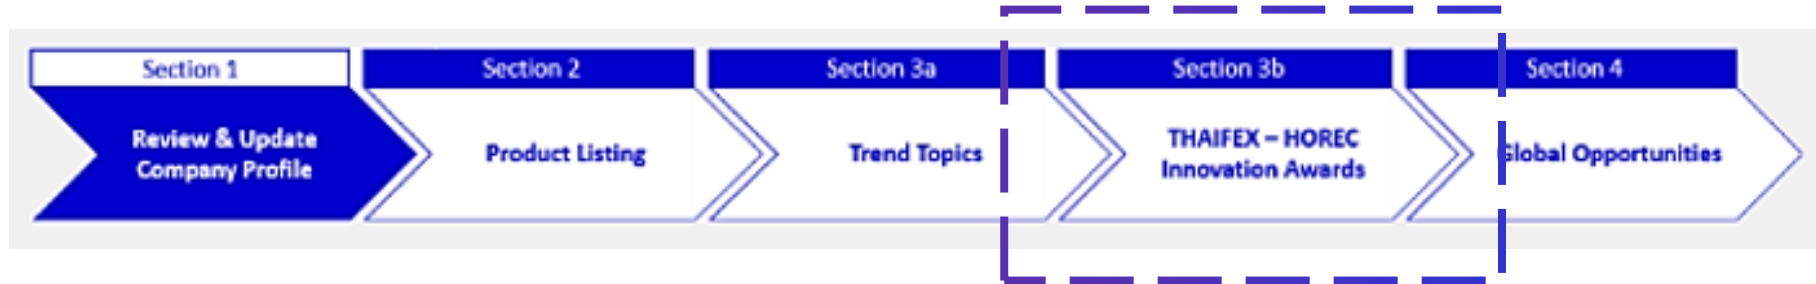 Section 1
Review & Update
Company Profile
Section 2
Product Listing
Section 3a
Trend Topics
Section 3b
THAIFEX – HOREC
Innovation Awards
Section 4
Global Opportunities